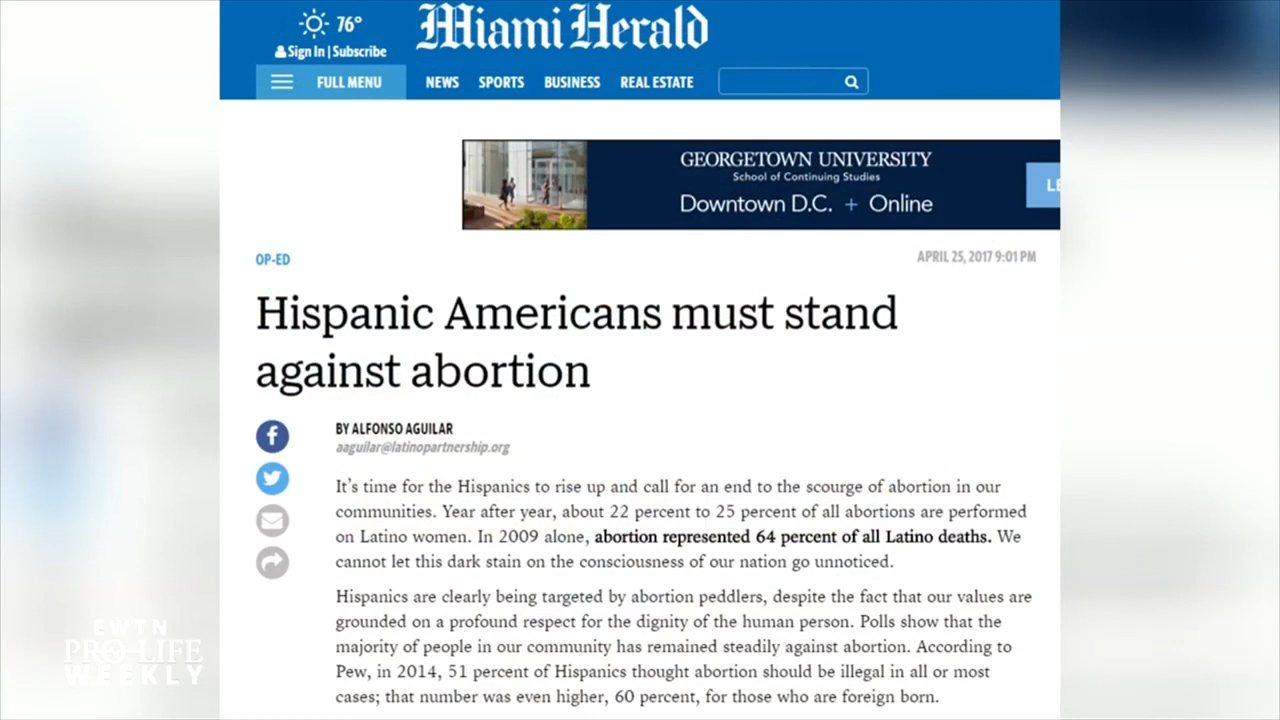 76°
Sign In | Subscribe
Miami Herald
FULL MENU
NEWS
SPORTS
BUSINESS
REAL ESTATE
GEORGETOWN UNIVERSITY
School of Continuing Studies
Downtown D.C. + Online
LE
OP-ED
APRIL 25, 2017 9:01 PM
Hispanic Americans must stand
against abortion
BY ALFONSO AGUILAR
aaguilar@latinopartnership.org
It's time for the Hispanics to rise up and call for an end to the scourge of abortion in our
communities. Year after year, about 22 percent to 25 percent of all abortions are performed
on Latino women. In 2009 alone, abortion represented 64 percent of all Latino deaths. We
cannot let this dark stain on the consciousness of our nation go unnoticed.
Hispanics are clearly being targeted by abortion peddlers, despite the fact that our values are
grounded on a profound respect for the dignity of the human person. Polls show that the
majority of people in our community has remained steadily against abortion. According to
Pew, in 2014, 51 percent of Hispanics thought abortion should be illegal in all or most
cases; that number was even higher, 60 percent, for those who are foreign born.
EWTN
PRO-LIFE
WEEKLY